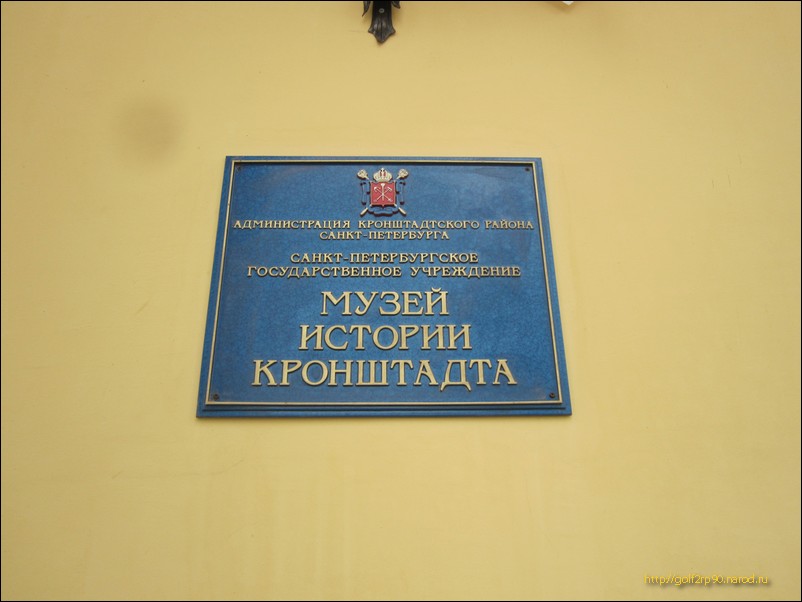 АДМИНИСТРАЦИЯ КРОНШТАДТСКОГО РАЙОНА
САНКТ-ПЕТЕРБУРГА
САНКТ-ПЕТЕРБУРГСКОЕ
ГОСУДАРСТВЕННОЕ УЧРЕЖДЕНИЕ
МУЗЕЙ
ИСТОРИИ
КРОНШТАДТА
http://golf2rp90.narod.ru